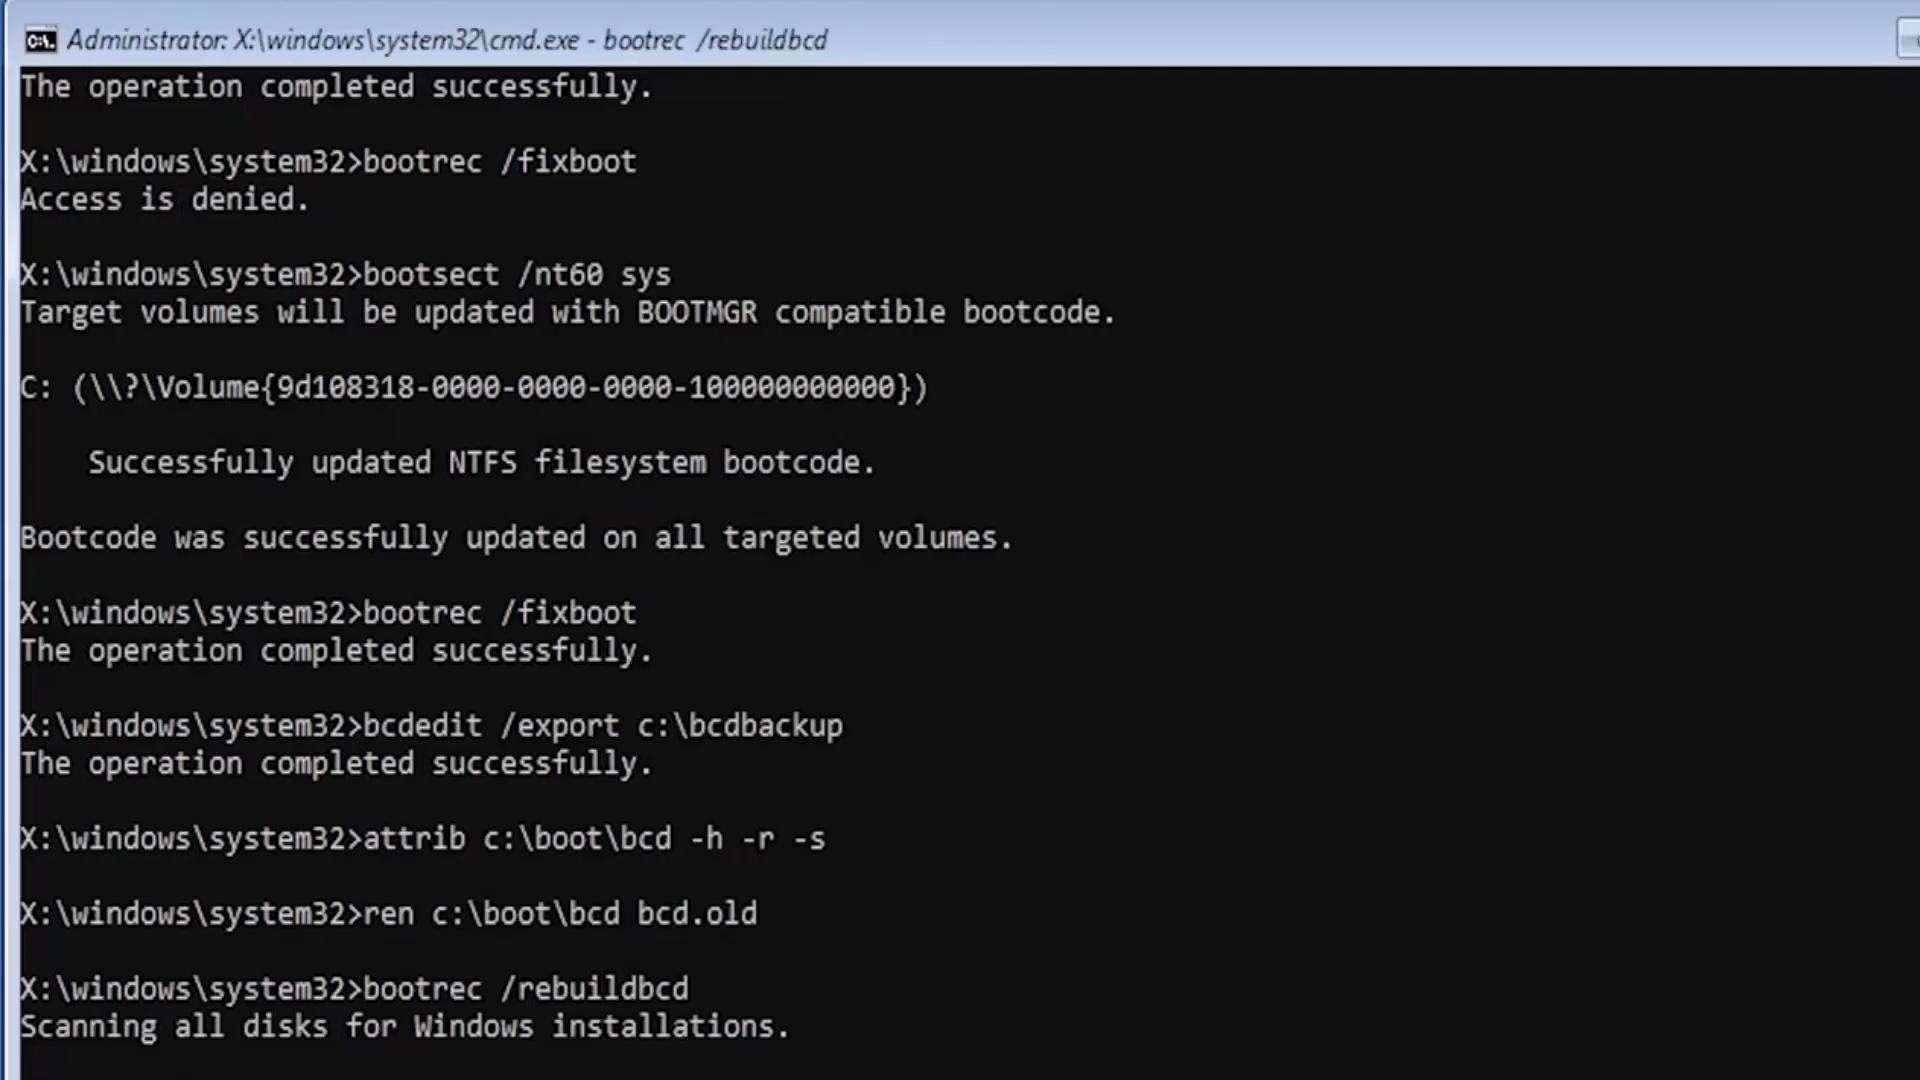 Administrator: X:\windows\system32\cmd.exe - bootrec /rebuildbcd
The operation completed successfully.
X:\windows\system32>bootrec /fixboot
Access is denied.
X:\windows\system32>bootsect /nt60 sys
Target volumes will be updated with BOOTMGR compatible bootcode.
C: (\\?\Volume{9d108318-0000-0000-0000-100000000000})
Successfully updated NTFS filesystem bootcode.
Bootcode was successfully updated on all targeted volumes.
X:\windows\system32>bootrec /fixboot
The operation completed successfully.
X:\windows\system32>bcdedit /export c:\bcdbackup
The operation completed successfully.
X:\windows\system32>attrib c:\boot\bcd -h -r -s
X:\windows\system32>ren c:\boot\bcd bcd.old
X:\windows\system32>bootrec /rebuildbcd
Scanning all disks for Windows installations.